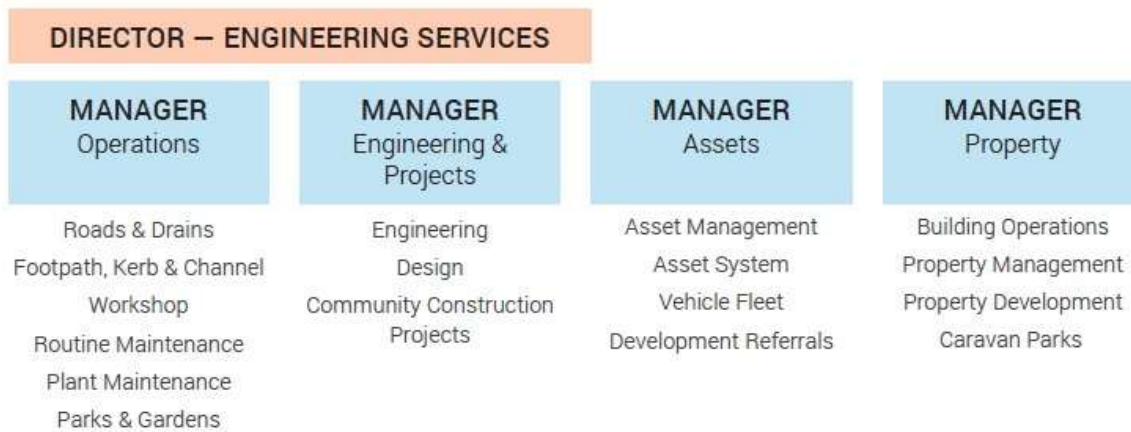 DIRECTOR — ENGINEERING SERVICES
MANAGER
Operations
Roads & Drains
Footpath, Kerb & Channel
Workshop
Routine Maintenance
Plant Maintenance
Parks & Gardens
MANAGER
Engineering &
Projects
Engineering
Design
Community Construction
Projects
MANAGER
Assets
Asset Management
Asset System
Vehicle Fleet
Development Referrals
MANAGER
Property
Building Operations
Property Management
Property Development
Caravan Parks